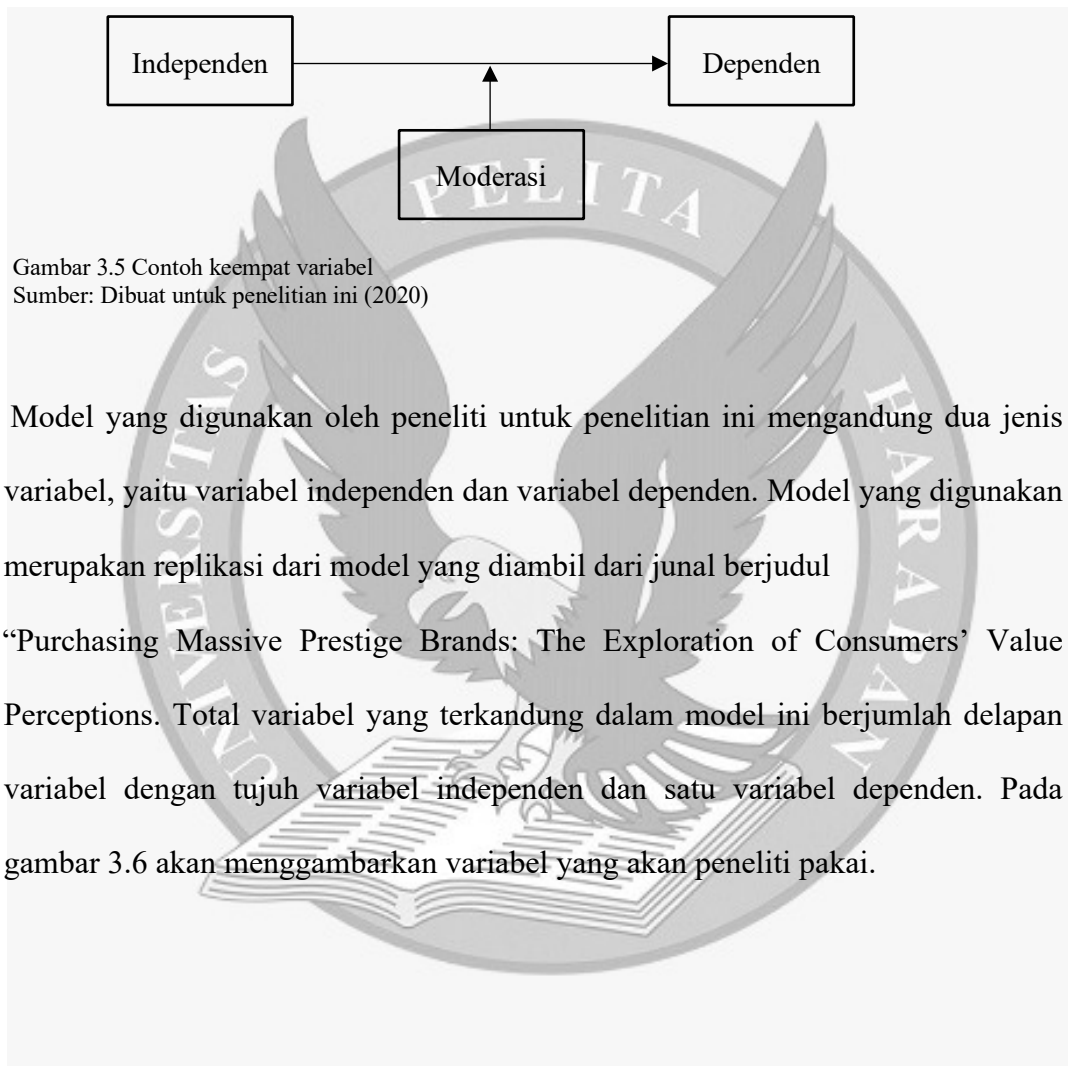 Independen
Dependen
Moderasi
UNIVERSITAS PELITA HARAPAN
Gambar 3.5 Contoh keempat variabel
Sumber: Dibuat untuk penelitian ini (2020)
Model yang digunakan oleh peneliti untuk penelitian ini mengandung dua jenis
variabel, yaitu variabel independen dan variabel dependen. Model yang digunakan
merupakan replikasi dari model yang diambil dari junal berjudul
“Purchasing Massive Prestige Brands: The Exploration of Consumers’ Value
Perceptions. Total variabel yang terkandung dalam model ini berjumlah delapan
variabel dengan tujuh variabel independen dan satu variabel dependen. Pada
gambar 3.6 akan menggambarkan variabel yang akan peneliti pakai.